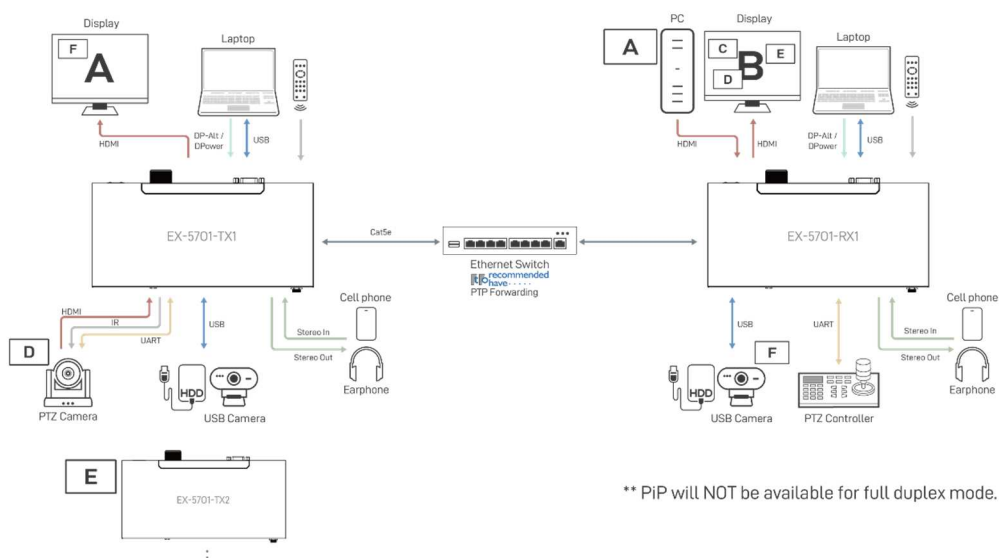 Display
F
A
HDMI
Laptop
DP-Alt /
DPower
USB
EX-5701-TX1
Cat5e
Ethernet Switch
recommended
have
PTP Forwarding
PC
A
Display
C
E
D
B
HDMI
HDMI
Laptop
DP-Alt /
DPower
USB
EX-5701-RX1
HDMI
IR
UART
D
PTZ Camera
USB
HDD
USB Camera
Stereo In
Stereo Out
Cell phone
Earphone
E
EX-5701-TX2
USB
F
HDD
USB Camera
UART
PTZ Controller
Stereo In
Stereo Out
Cell phone
Earphone
** PiP will NOT be available for full duplex mode.